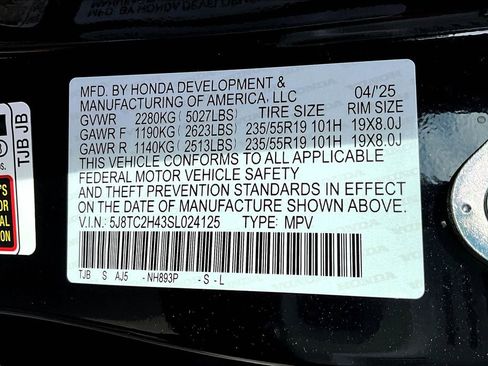 MFD. BY HONDA DEVELOPMENT &
MANUFACTURING OF AMERICA, LLC 04/'25
GVWR 2280KG(5027LBS) TIRE SIZE RIM SIZE
GAWR F 1190KG(2623LBS) 235/55R19 101H 19X8.0J
GAWR R 1140KG(2513LBS) 235/55R19 101H 19X8.0J
THIS VEHICLE CONFORMS TO ALL APPLICABLE
FEDERAL MOTOR VEHICLE SAFETY
AND THEFT PREVENTION STANDARDS IN EFFECT
ON THE DATE OF MANUFACTURE SHOWN ABOVE.
V.I.N.: 5J8TC2H43SL024125 TYPE: MPV
TJB S AJ5- NH893P -S-L
TJB JB